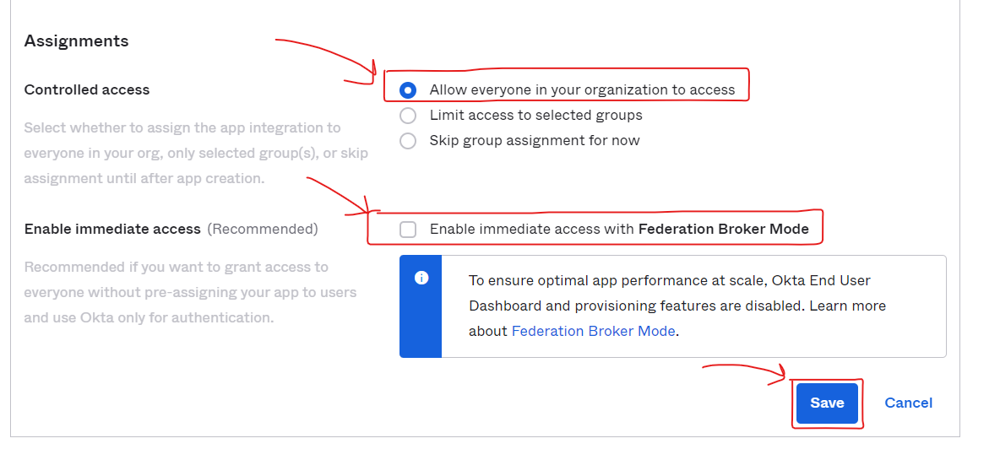 Assignments
Controlled access
Select whether to assign the app integration to
everyone in your org, only selected group(s), or skip
assignment until after app creation.
Allow everyone in your organization to access
Limit access to selected groups
Skip group assignment for now
Enable immediate access (Recommended)
Recommended if you want to grant access to
everyone without pre-assigning your app to users
and use Okta only for authentication.
Enable immediate access with Federation Broker Mode
To ensure optimal app performance at scale, Okta End User
Dashboard and provisioning features are disabled. Learn more
about Federation Broker Mode.
Save
Cancel